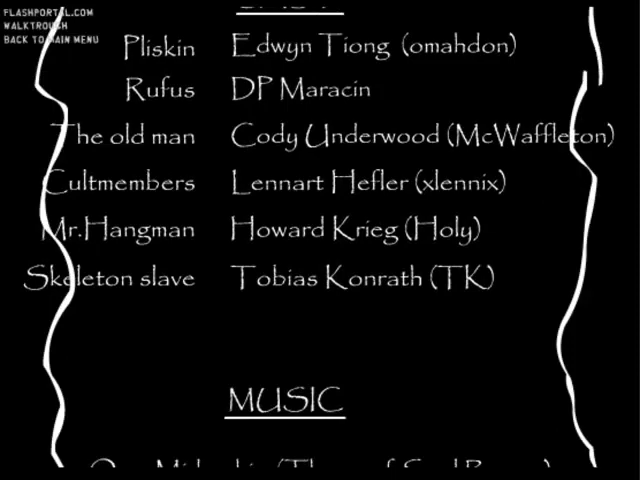 FLASHPORTAL.COM
WALKTROUGH
BACK TO MAIN MENU
Pliskin Edwyn Tiong (omahdon)
Rufus DP Maracin
The old man Cody Underwood (McWaffleton)
Cultmembers Lennart Hefler (xlennix)
Mr.Hangman Howard Krieg (Holy)
Skeleton slave Tobias Konrath (TK)
MUSIC